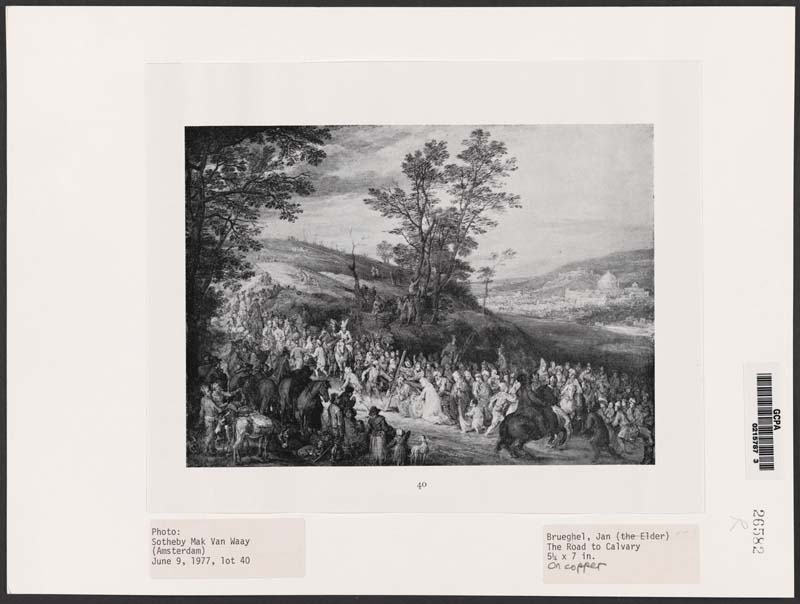 40
Photo:
Sotheby Mak Van Waay
(Amsterdam)
June 9, 1977, lot 40
Brueghel, Jan (the Elder)
The Road to Calvary
5¼ x 7 in.
On copper
GCPA
0215787 3
26582
R